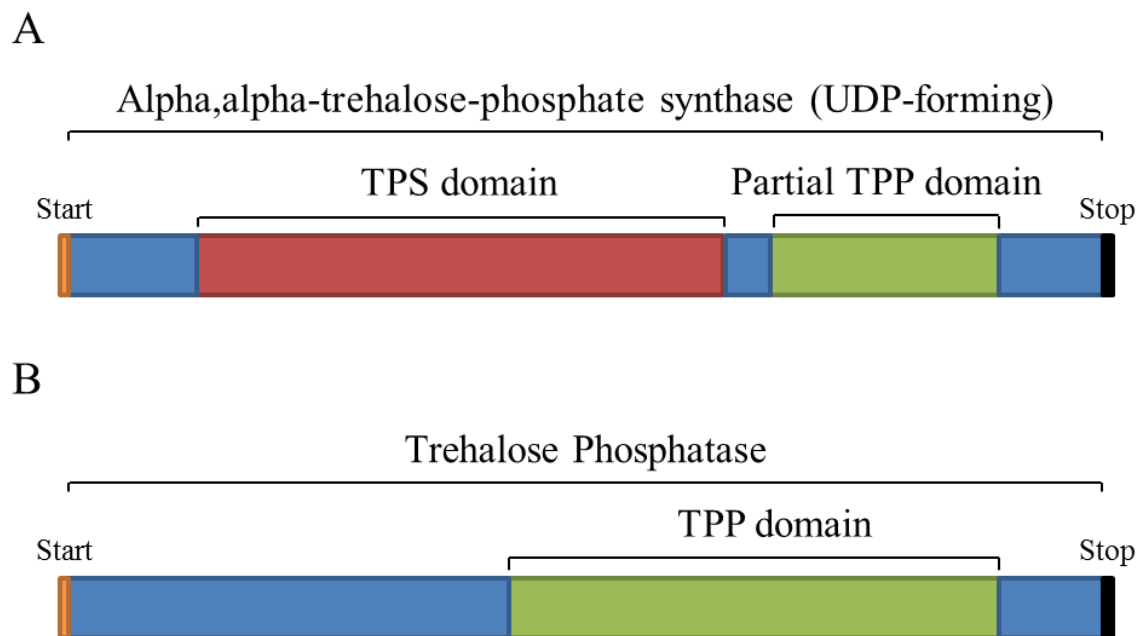 A
Alpha,alpha-trehalose-phosphate synthase (UDP-forming)
TPS domain
Partial TPP domain
Start
Stop
B
Trehalose Phosphatase
TPP domain
Start
Stop